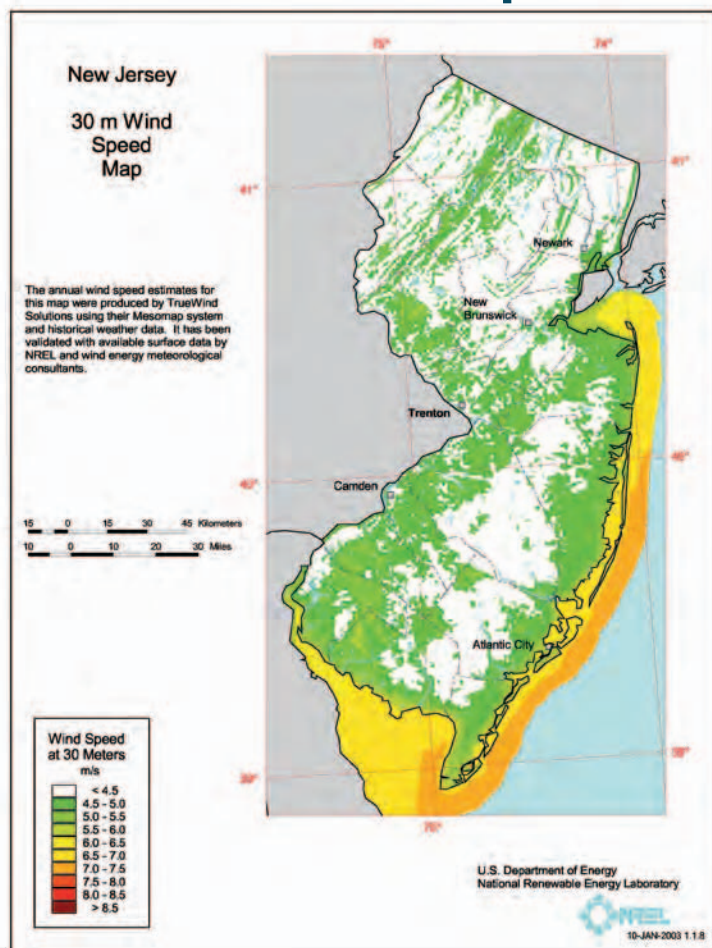 New Jersey
30 m Wind
Speed
Map
75°
74°
41°
41°
Newark
New
Brunswick
The annual wind speed estimates for
this map were produced by TrueWind
Solutions using their Mesomap system
and historical weather data. It has been
validated with available surface data by
NREL and wind energy meteorological
consultants.
Trenton
40°
40°
Camden
15 0 15 30 45 Kilometers
10 0 10 20 30 Miles
Atlantic City
39°
39°
75°
Wind Speed
at 30 Meters
m/s
< 4.5
4.5 - 5.0
5.0 - 5.5
5.5 - 6.0
6.0 - 6.5
6.5 - 7.0
7.0 - 7.5
7.5 - 8.0
8.0 - 8.5
> 8.5
U.S. Department of Energy
National Renewable Energy Laboratory
NREL
10-JAN-2003 1.1.8